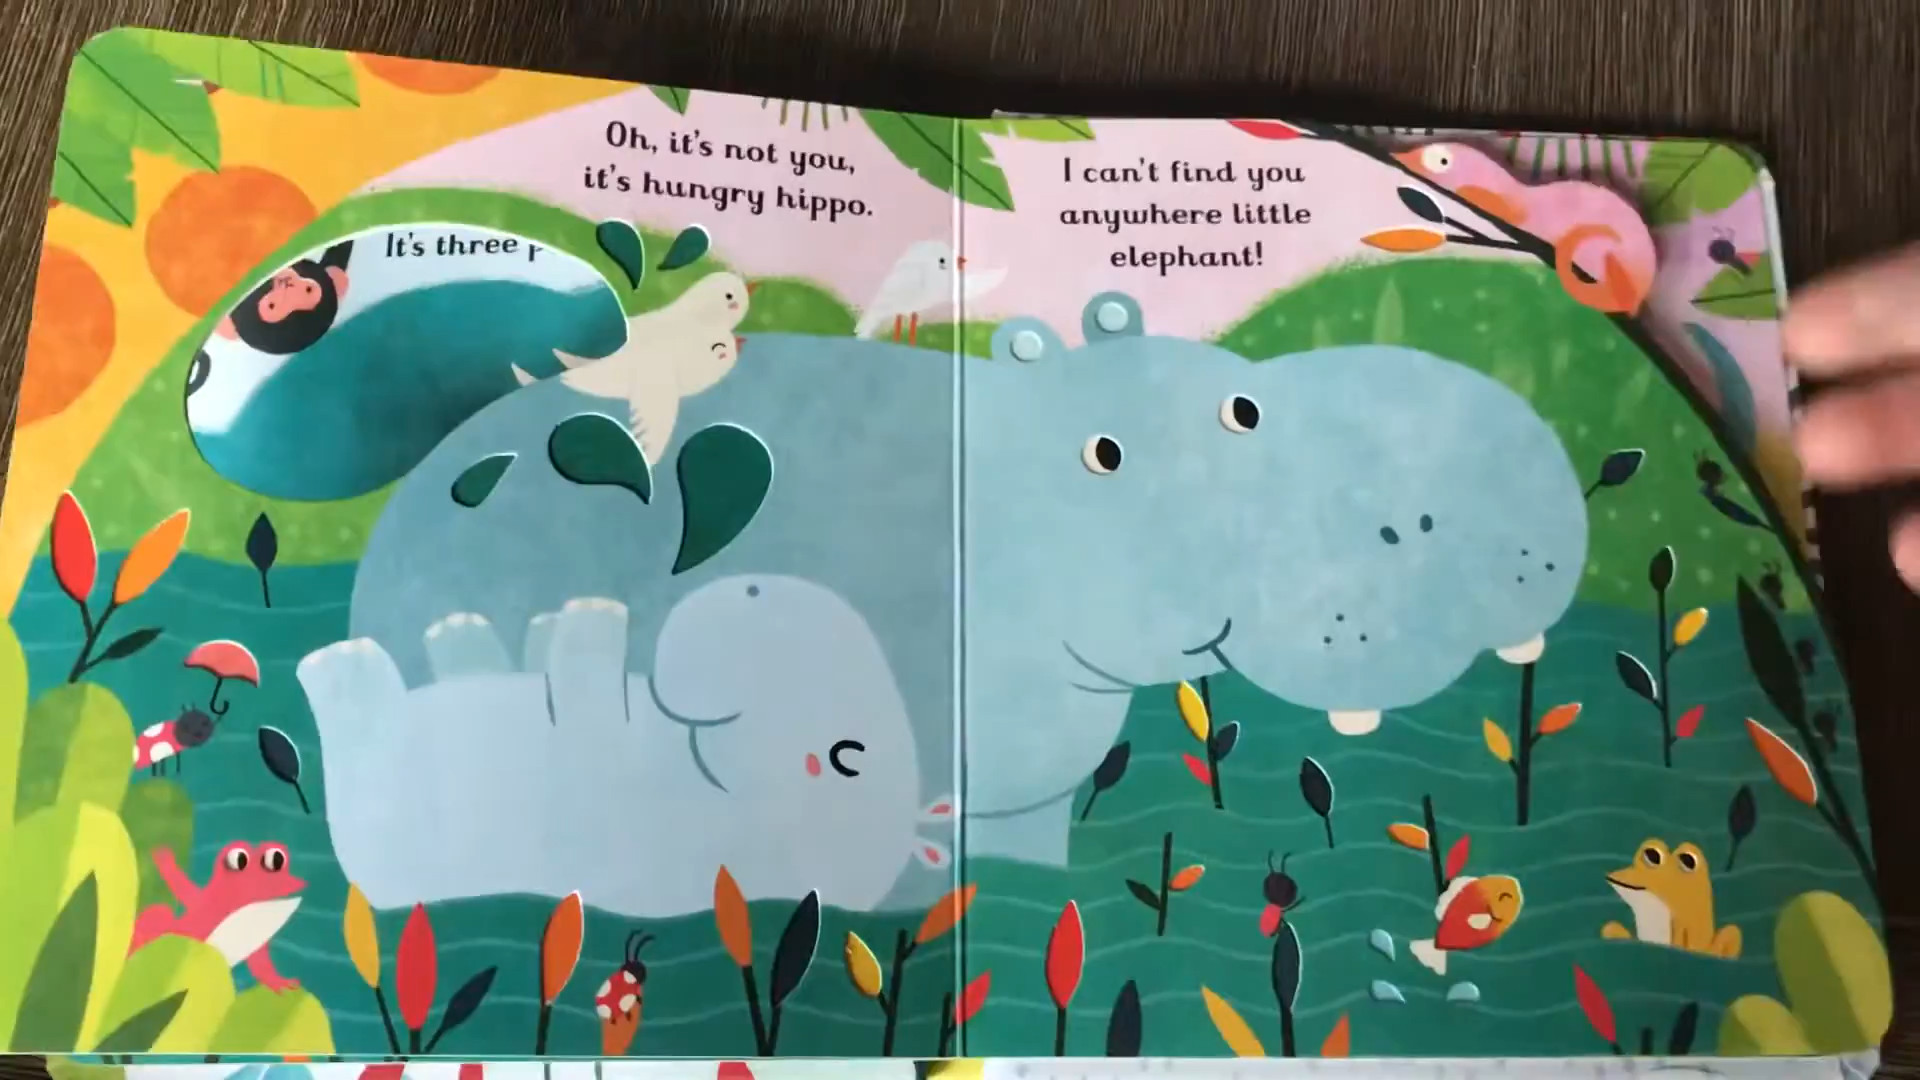 Oh, it's not you,
it's hungry hippo.
It's three
I can't find you
anywhere little
elephant!